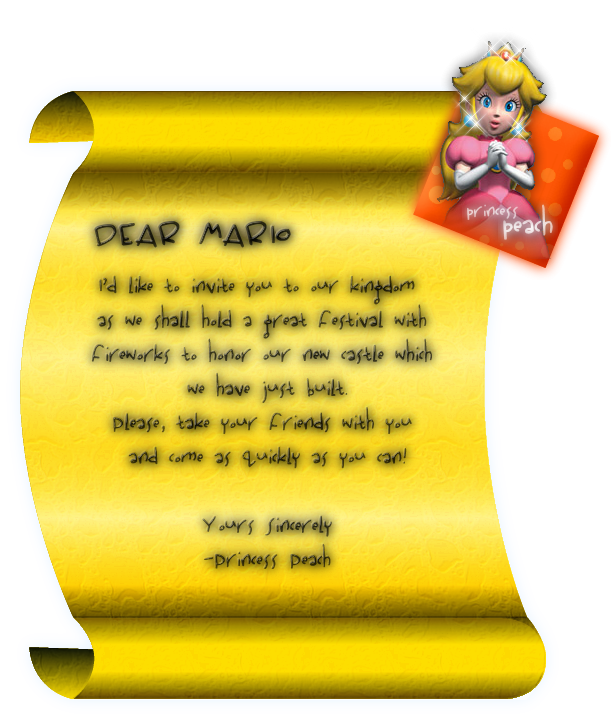 princess
peach
DEAR MARIO
I'd like to invite you to our kingdom
as we shall hold a great festival with
fireworks to honor our new castle which
we have just built.
Please, take your friends with you
and come as quickly as you can!
Yours sincerely
-Princess Peach